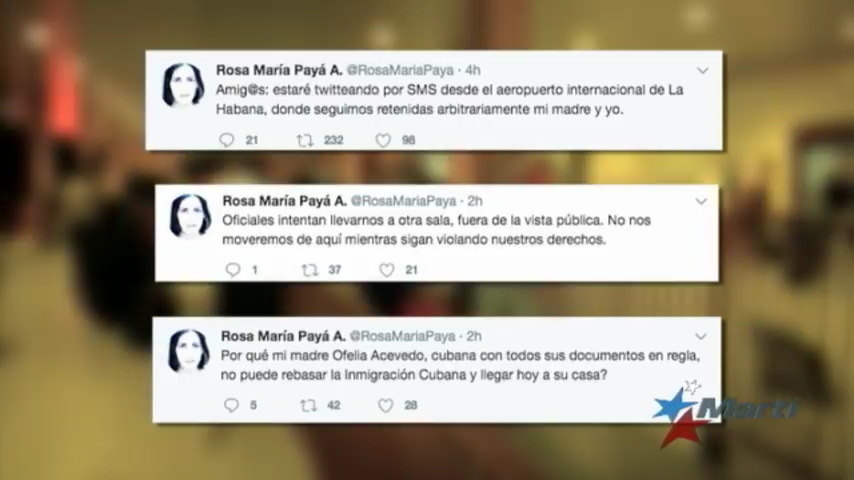 Rosa María Payá A. @RosaMariaPaya · 4h
Amig@s: estaré twitteando por SMS desde el aeropuerto internacional de La
Habana, donde seguimos retenidas arbitrariamente mi madre y yo.
21 232 98
Rosa María Payá A. @RosaMariaPaya · 2h
Oficiales intentan llevarnos a otra sala, fuera de la vista pública. No nos
moveremos de aquí mientras sigan violando nuestros derechos.
1 37 21
Rosa María Payá A. @RosaMariaPaya · 2h
Por qué mi madre Ofelia Acevedo, cubana con todos sus documentos en regla,
no puede rebasar la Inmigración Cubana y llegar hoy a su casa?
5 42 28
Martí